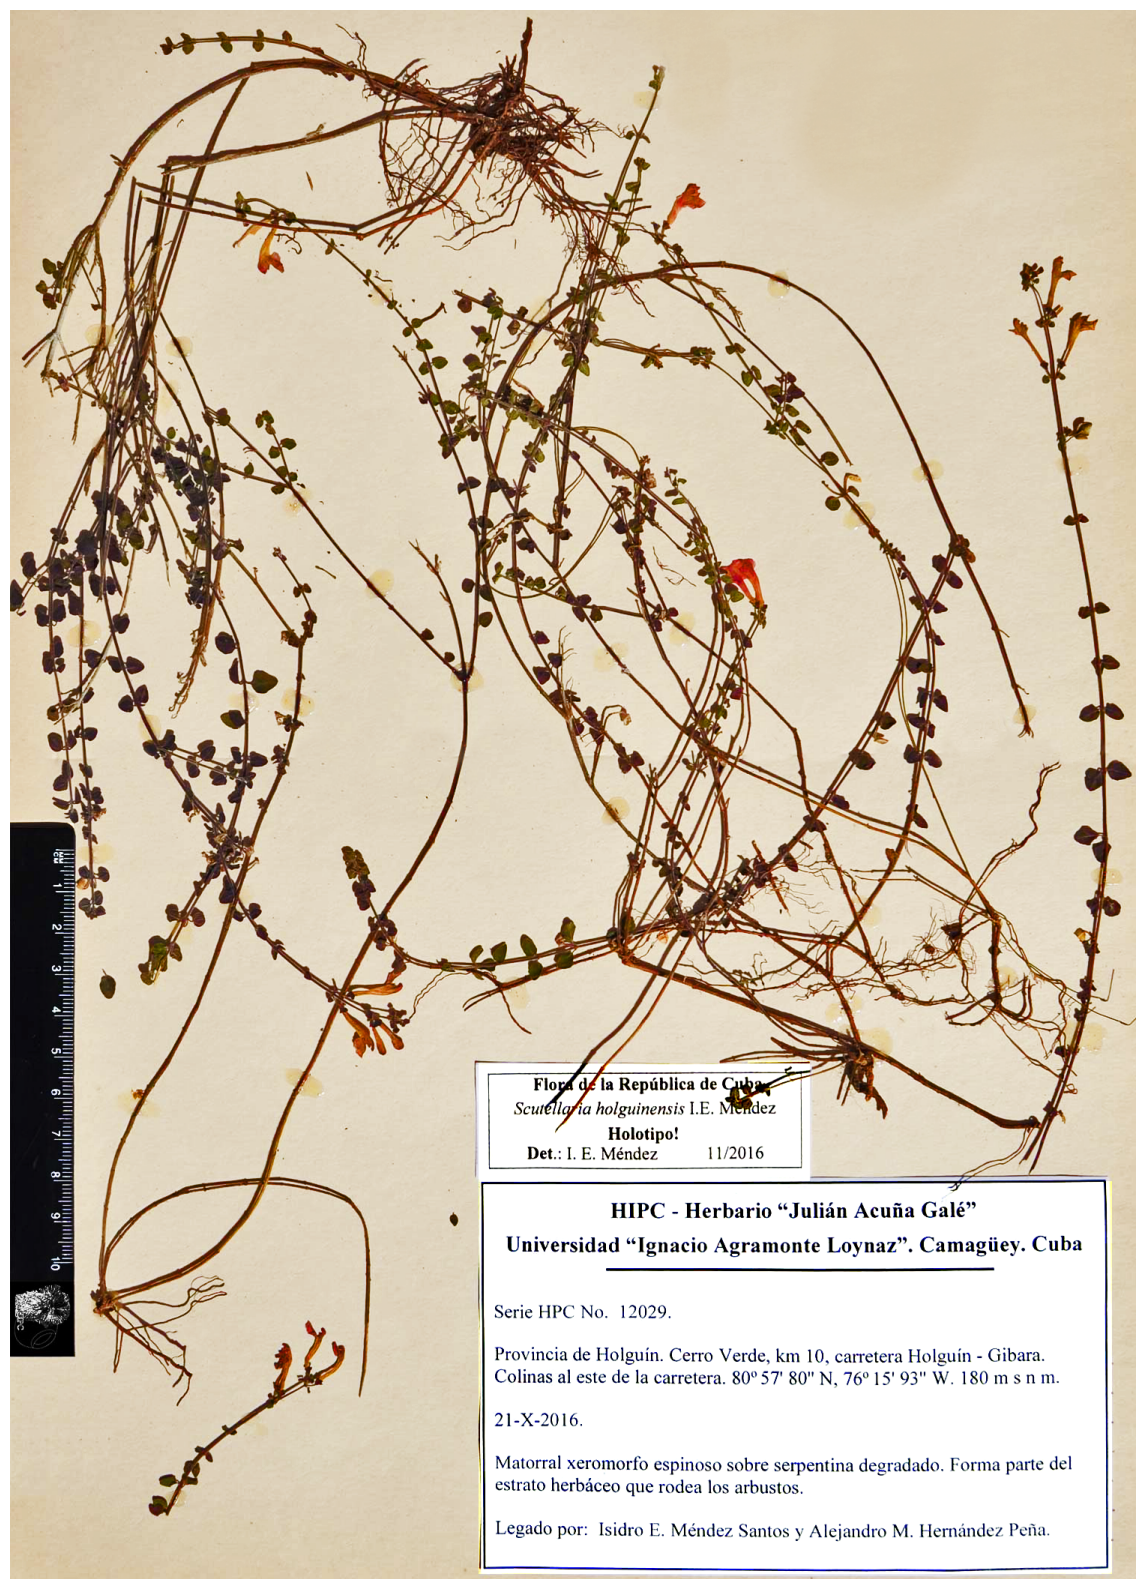 cm
1
2
3
4
5
6
7
8
9
10
HPC
Flora de la República de Cuba
Scutellaria holguinensis I.E. Méndez
Holotipo!
Det.: I. E. Méndez 11/2016
HIPC - Herbario “Julián Acuña Galé”
Universidad “Ignacio Agramonte Loynaz”. Camagüey. Cuba
Serie HPC No. 12029.
Provincia de Holguín. Cerro Verde, km 10, carretera Holguín - Gibara.
Colinas al este de la carretera. 80º 57' 80" N, 76º 15' 93" W. 180 m s n m.
21-X-2016.
Matorral xeromorfo espinoso sobre serpentina degradado. Forma parte del
estrato herbáceo que rodea los arbustos.
Legado por: Isidro E. Méndez Santos y Alejandro M. Hernández Peña.